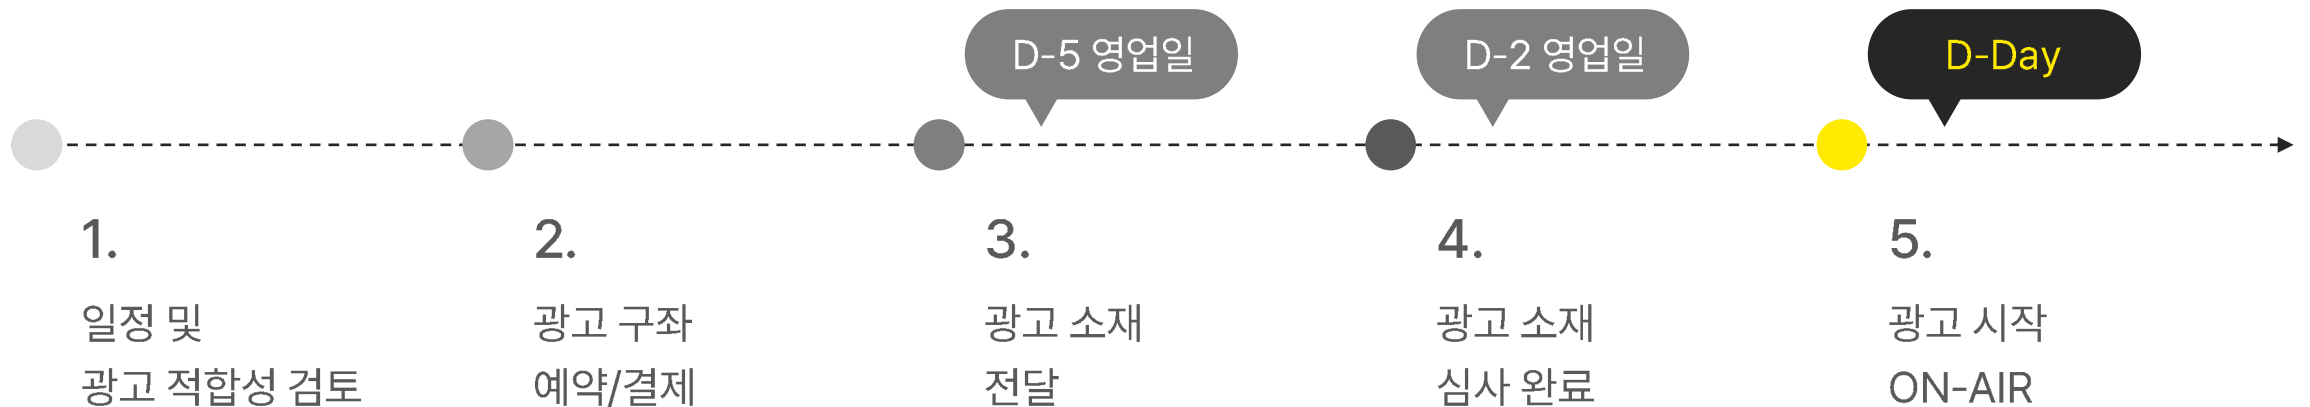 D-5 영업일
D-2 영업일
D-Day
1.
일정 및
광고 적합성 검토
2.
광고 구좌
예약/결제
3.
광고 소재
전달
4.
광고 소재
심사 완료
5.
광고 시작
ON-AIR